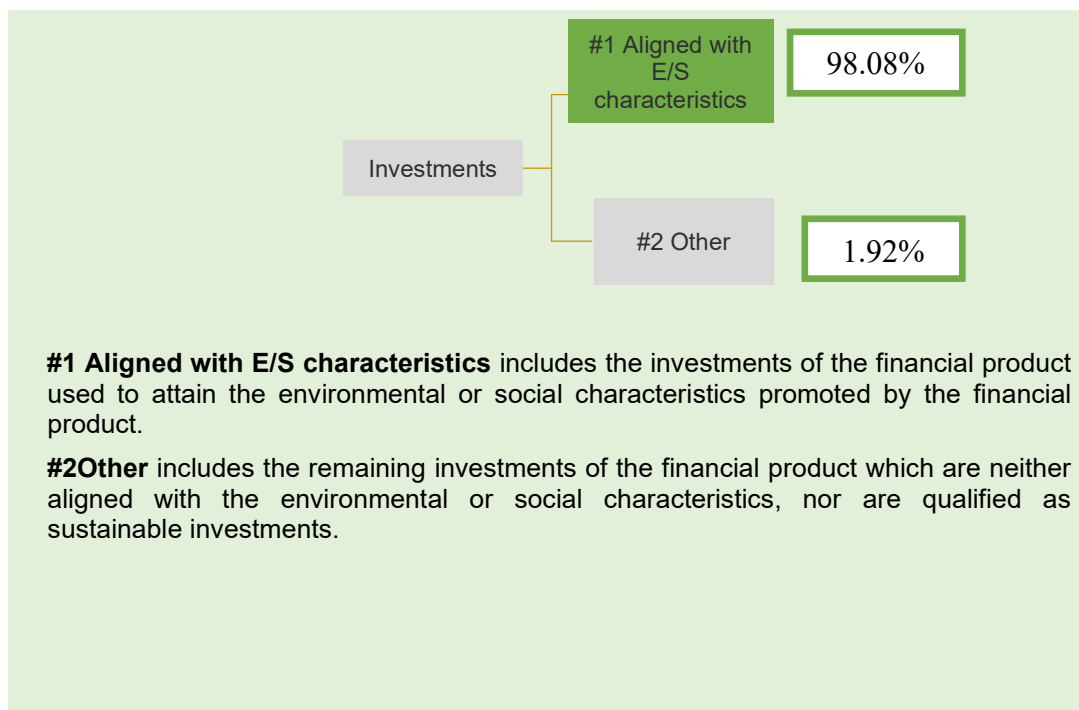 #1 Aligned with
E/S
characteristics
98.08%
Investments
#2 Other
1.92%
#1 Aligned with E/S characteristics includes the investments of the financial product
used to attain the environmental or social characteristics promoted by the financial
product.
#2Other includes the remaining investments of the financial product which are neither
aligned with the environmental or social characteristics, nor are qualified as
sustainable investments.